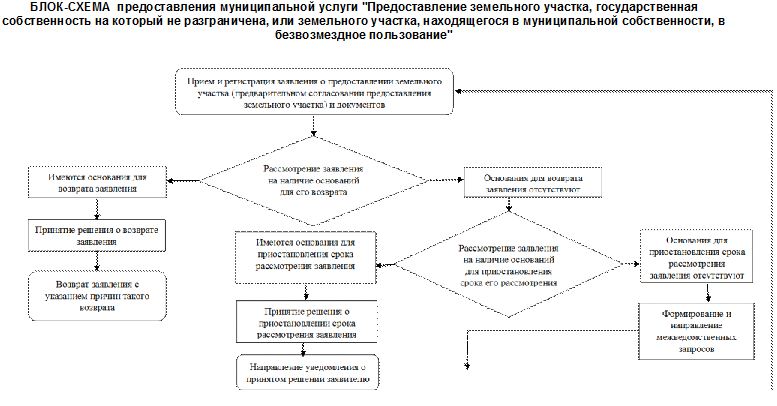 БЛОК-СХЕМА предоставления муниципальной услуги "Предоставление земельного участка, государственная
собственность на который не разграничена, или земельного участка, находящегося в муниципальной собственности, в
безвозмездное пользование"
Прием и регистрация заявления о предоставлении земельного
участка (предварительном согласовании предоставления
земельного участка) и документов
Рассмотрение заявления
на наличие оснований
для его возврата
Имеются основания для
возврата заявления
Основания для возврата
заявления отсутствуют
Принятие решения о возврате
заявления
Имеются основания для
приостановления срока
рассмотрения заявления
Рассмотрение заявления
на наличие оснований
для приостановления
срока его рассмотрения
Основания для
приостановления срока
рассмотрения
заявления отсутствуют
Возврат заявления с
указанием причин такого
возврата
Принятие решения о
приостановлении срока
рассмотрения заявления
Формирование и
направление
межведомственных
запросов
Направление уведомления о
принятом решении заявителю